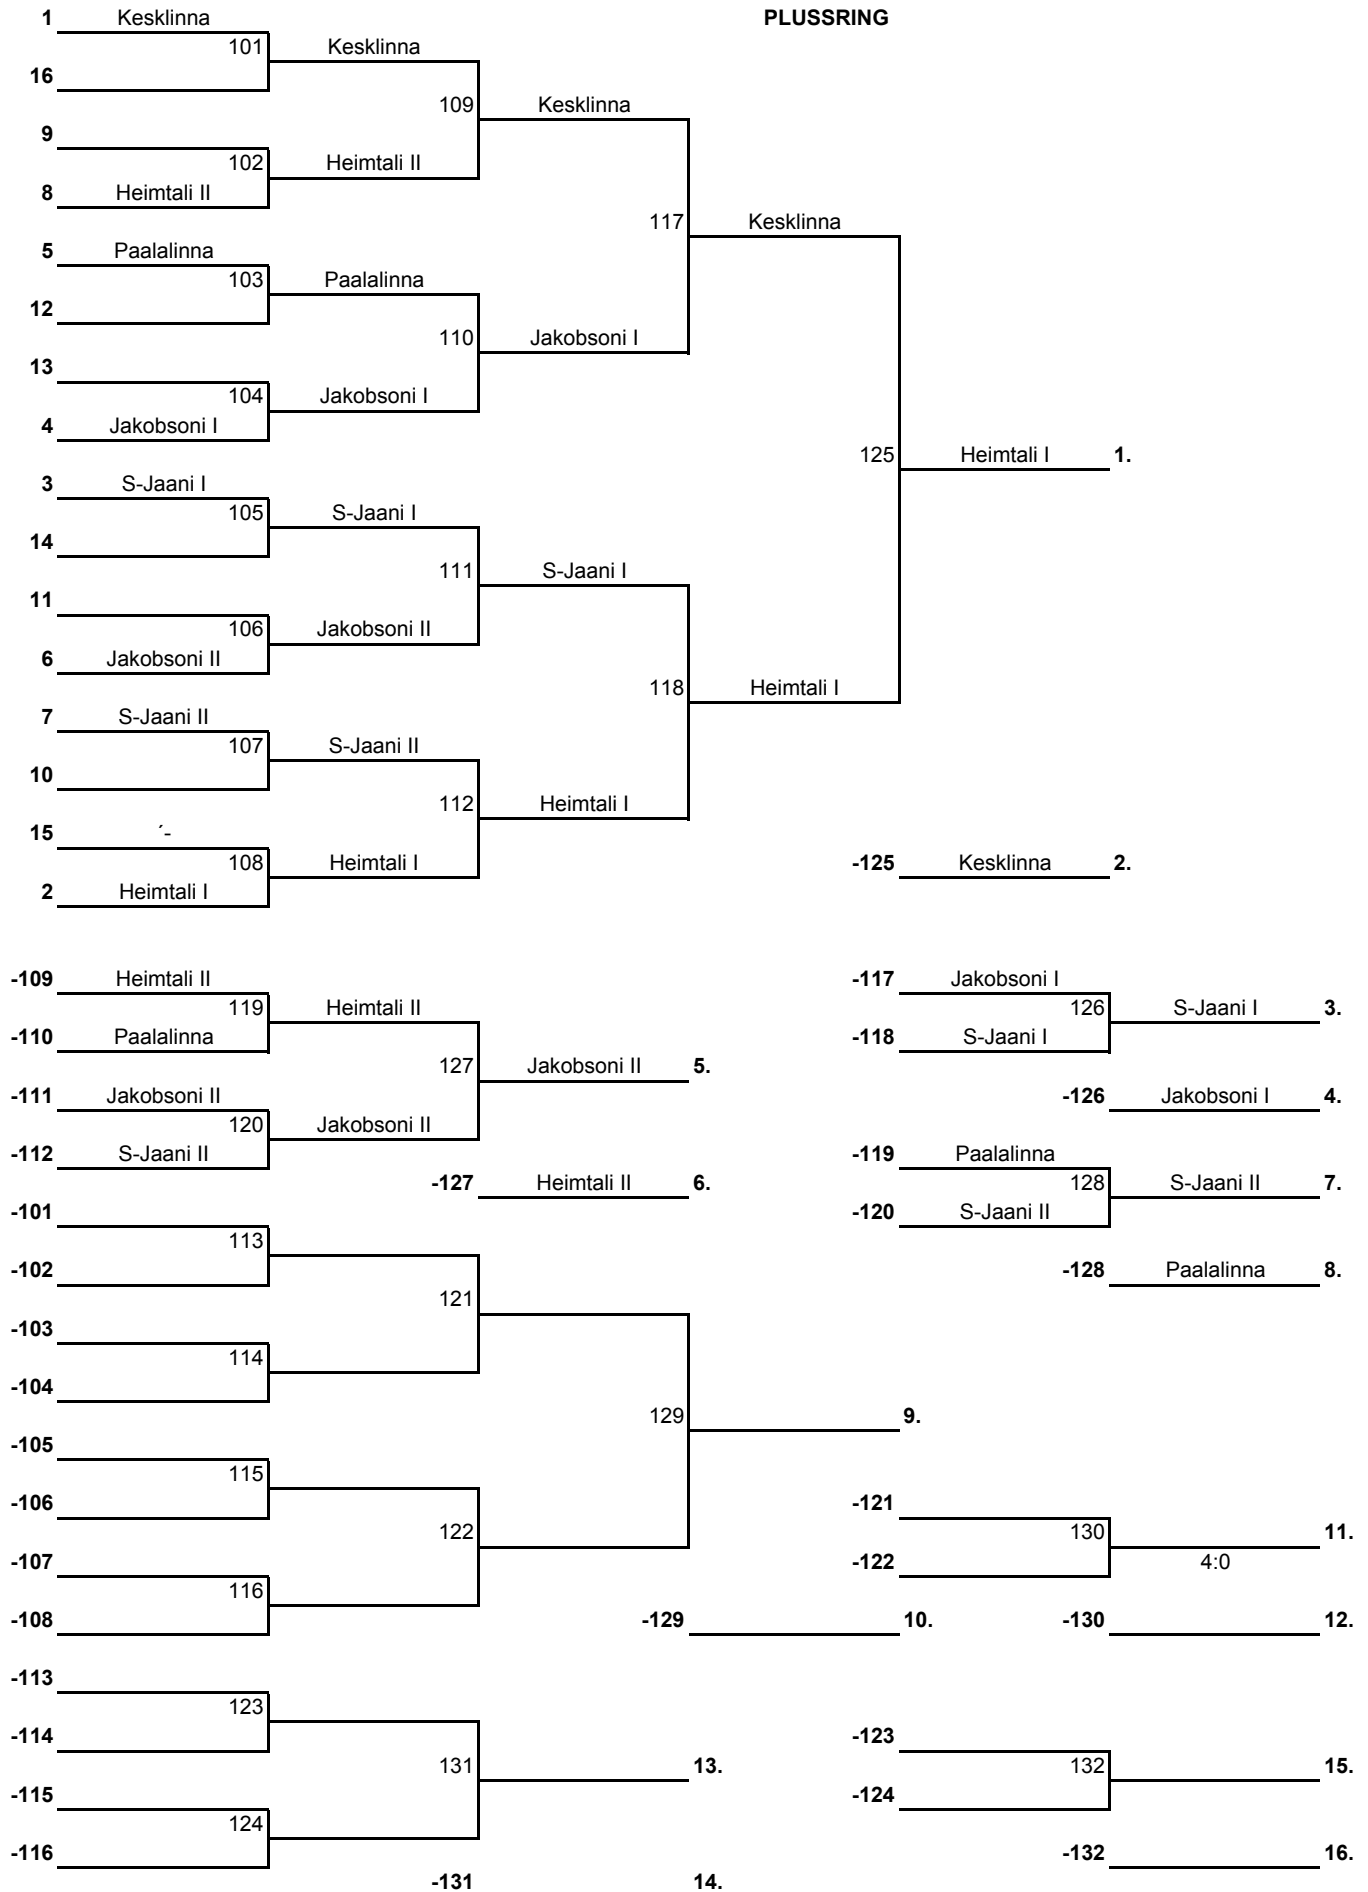 1 Kesklinna PLUSSRING
101 Kesklinna
16
109 Kesklinna
9
102 Heimtali II
8 Heimtali II
117 Kesklinna
5 Paalalinna
103 Paalalinna
12
110 Jakobsoni I
13
104 Jakobsoni I
4 Jakobsoni I
125 Heimtali I 1.
3 S-Jaani I
105 S-Jaani I
14
111 S-Jaani I
11
106 Jakobsoni II
6 Jakobsoni II
118 Heimtali I
7 S-Jaani II
107 S-Jaani II
10
112 Heimtali I
15 ´-
108 Heimtali I -125 Kesklinna 2.
2 Heimtali I
-109 Heimtali II -117 Jakobsoni I
119 Heimtali II 126 S-Jaani I 3.
-110 Paalalinna -118 S-Jaani I
127 Jakobsoni II 5.
-111 Jakobsoni II -126 Jakobsoni I 4.
120 Jakobsoni II
-112 S-Jaani II -119 Paalalinna
-127 Heimtali II 6. 128 S-Jaani II 7.
-101 -120 S-Jaani II
113
-102 -128 Paalalinna 8.
121
-103
114
-104
129 9.
-105
115
-106 -121
122 130 11.
-107 -122 4:0
116
-108 -129 10. -130 12.
-113
123
-114 -123
131 13. 132 15.
-115 -124
124
-116 -132 16.
-131 14.